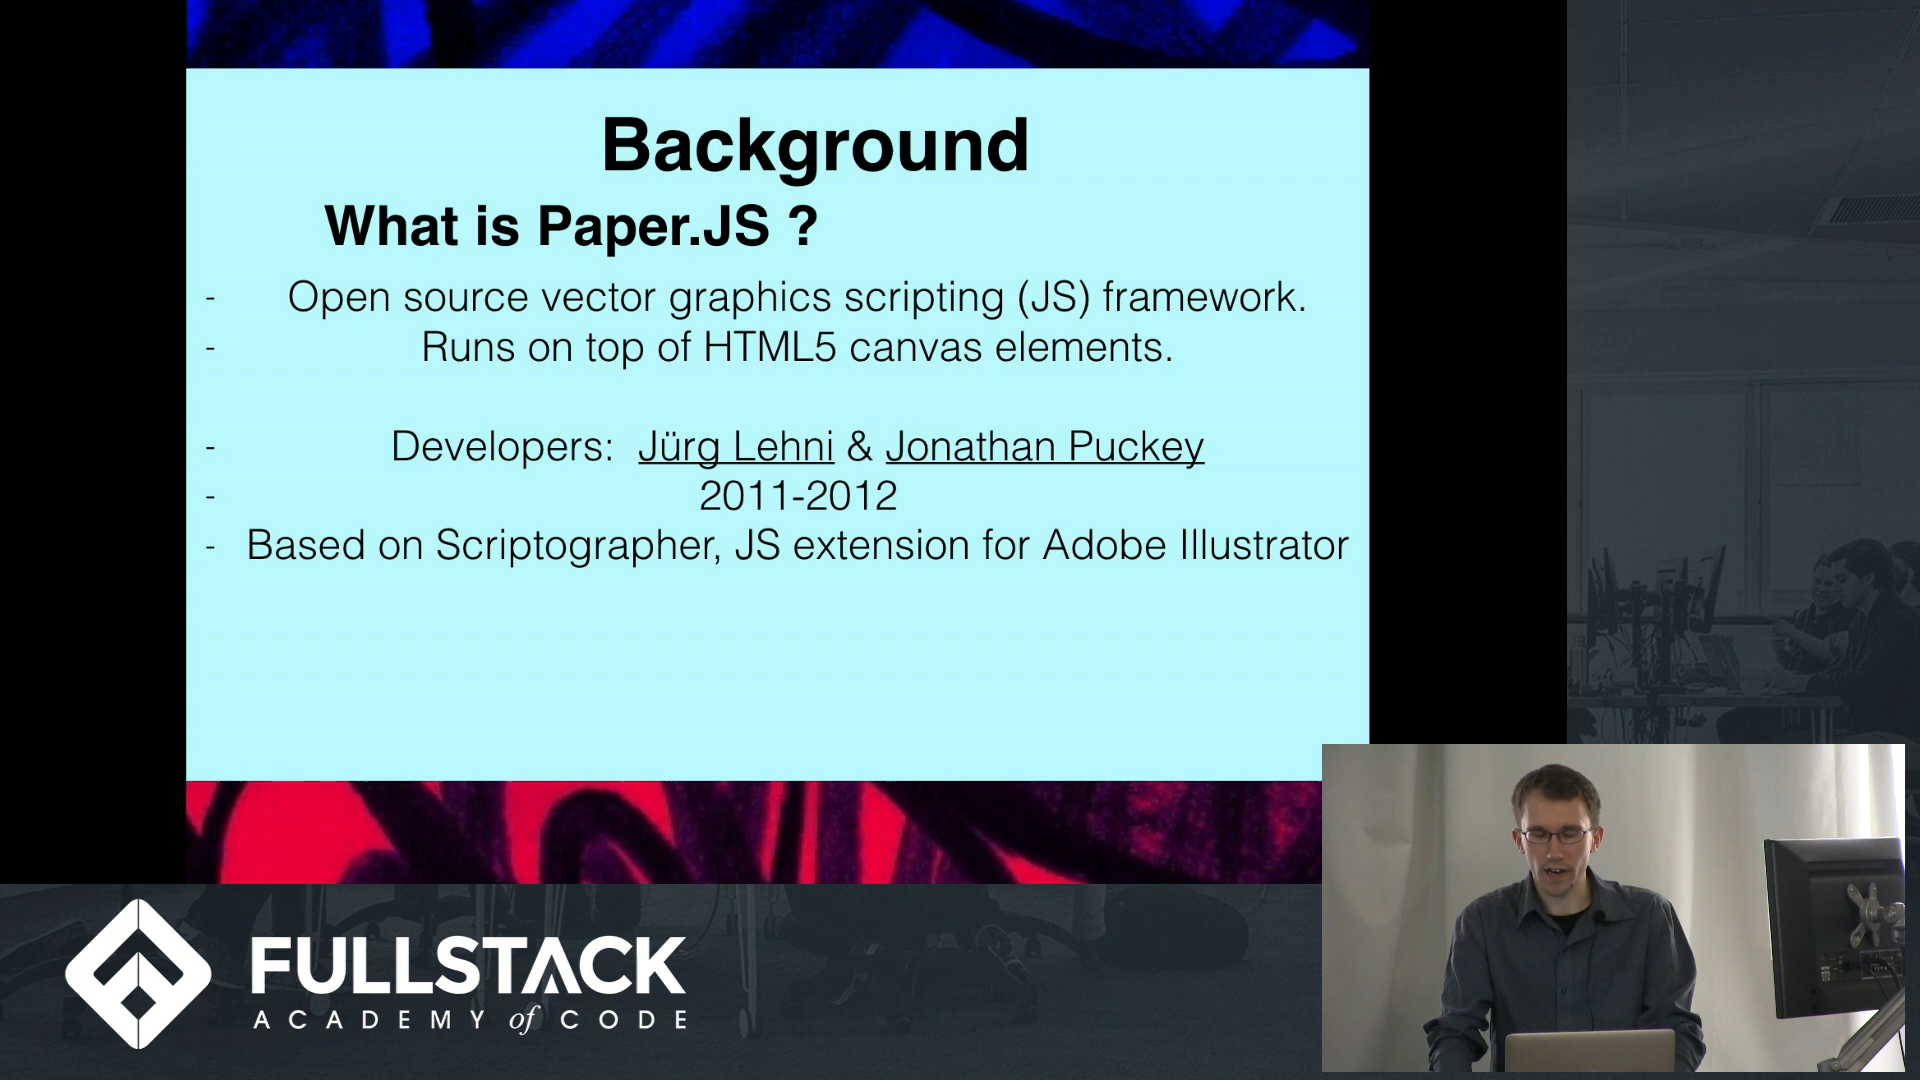 Background
What is Paper.JS ?
- Open source vector graphics scripting (JS) framework.
- Runs on top of HTML5 canvas elements.
- Developers: Jürg Lehni & Jonathan Puckey
- 2011-2012
- Based on Scriptographer, JS extension for Adobe Illustrator
FULLSTACK
ACADEMY of CODE